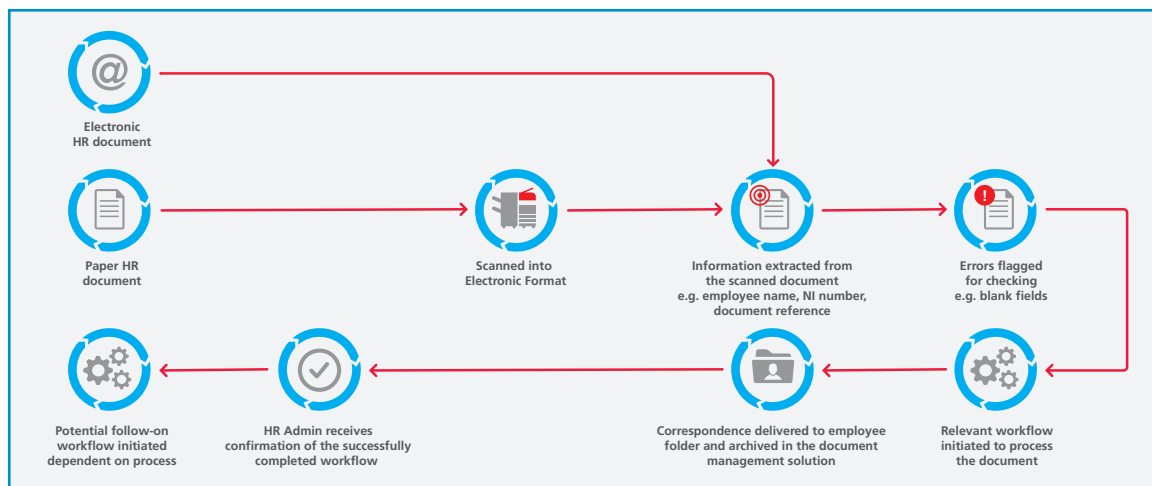 @
Electronic
HR document
Paper HR
document
Scanned into
Electronic Format
Information extracted from
the scanned document
e.g. employee name, NI number,
document reference
!
Errors flagged
for checking
e.g. blank fields
Potential follow-on
workflow initiated
dependent on process
HR Admin receives
confirmation of the successfully
completed workflow
Correspondence delivered to employee
folder and archived in the document
management solution
Relevant workflow
initiated to process
the document